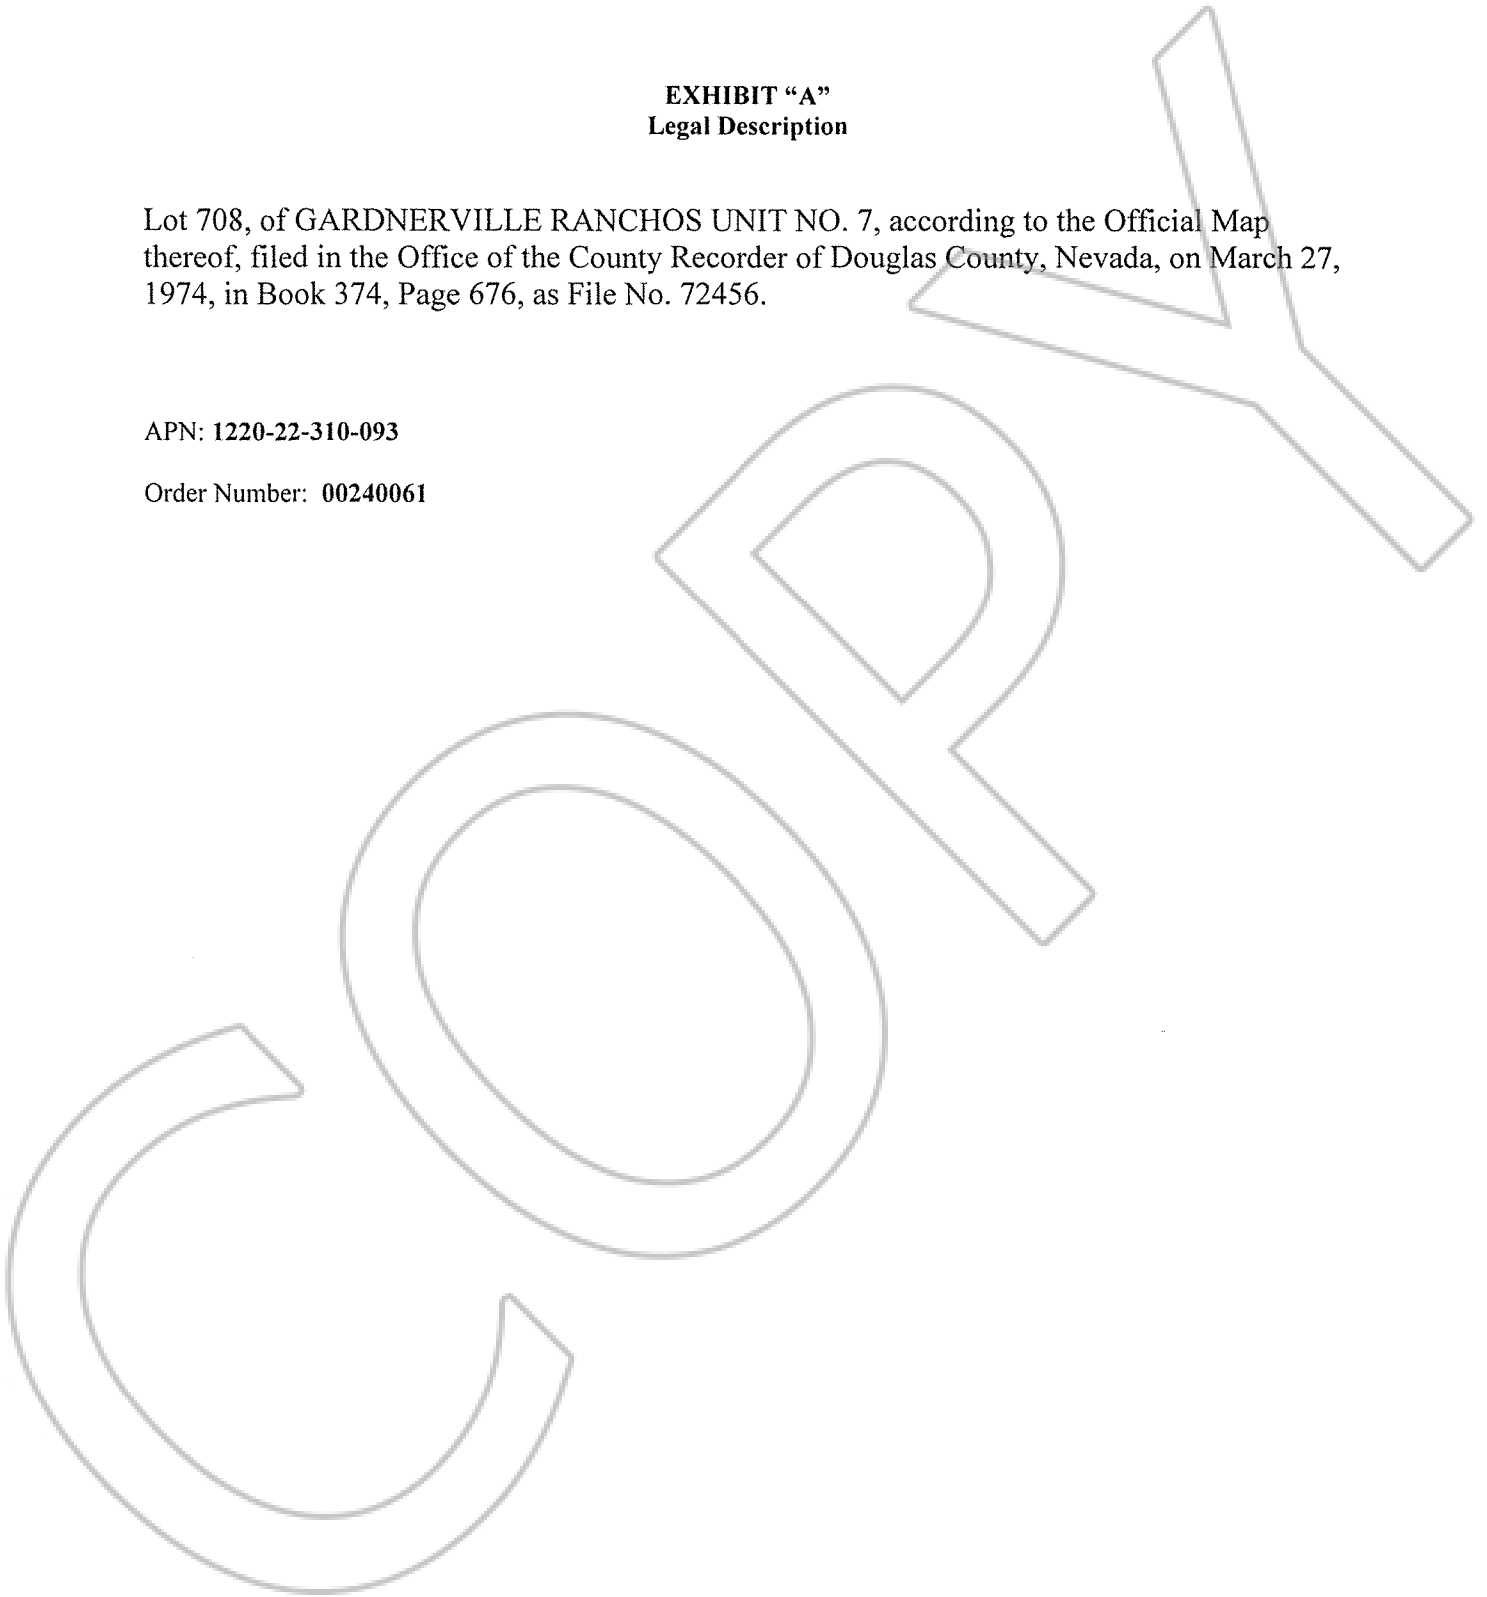 EXHIBIT “A”
Legal Description
Lot 708, of GARDNERVILLE RANCHOS UNIT NO. 7, according to the Official Map
thereof, filed in the Office of the County Recorder of Douglas County, Nevada, on March 27,
1974, in Book 374, Page 676, as File No. 72456.
APN: 1220-22-310-093
Order Number: 00240061
COPY